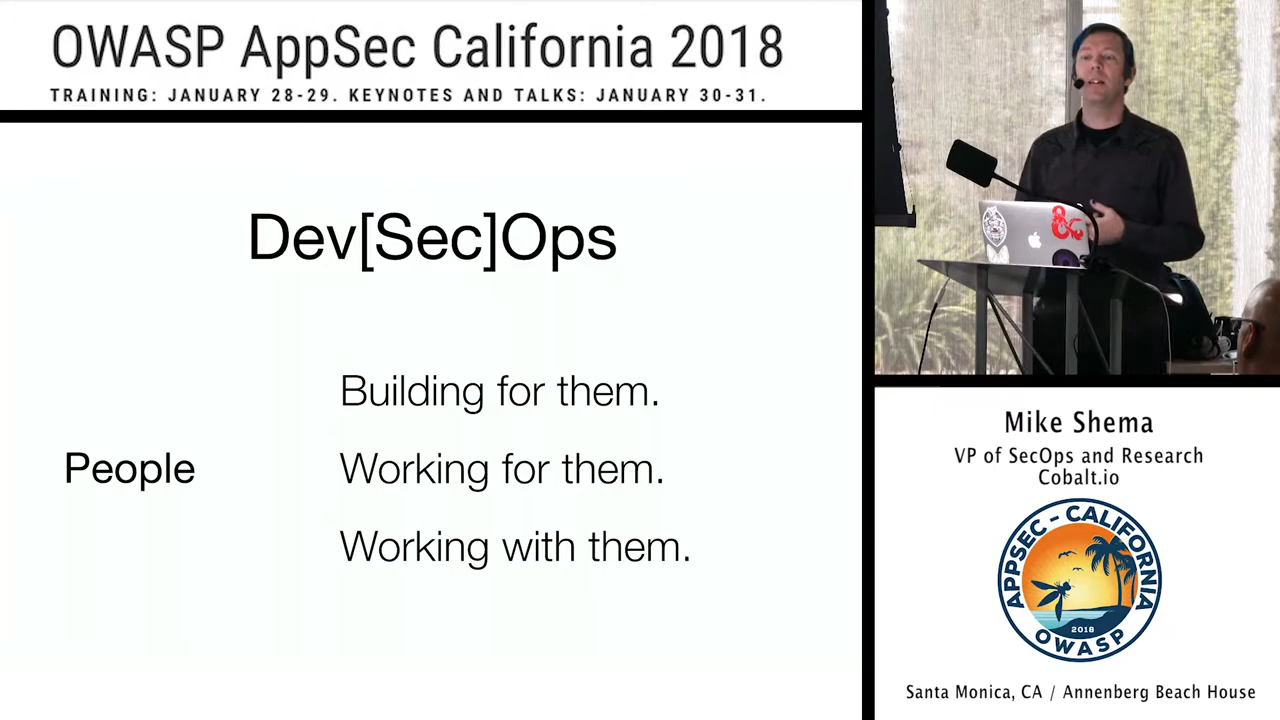 OWASP AppSec California 2018
TRAINING: JANUARY 28-29. KEYNOTES AND TALKS: JANUARY 30-31.
Dev[Sec]Ops
Building for them.
People
Working for them.
Working with them.
Mike Shema
VP of SecOps and Research
Cobalt.io
APPSEC - CALIFORNIA
2018
OWASP
Santa Monica, CA / Annenberg Beach House